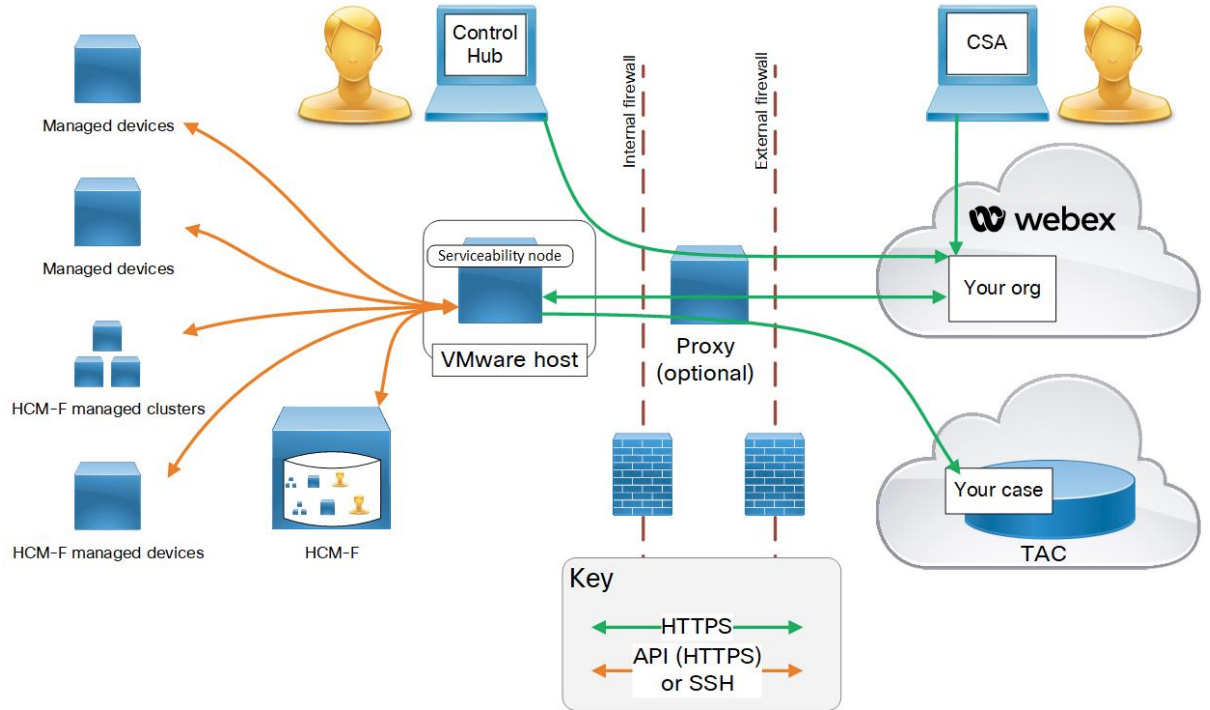 Control
Hub
CSA
Managed devices
Internal firewall
External firewall
webex
Managed devices
Serviceability node
Your org
VMware host
Proxy
(optional)
HCM-F managed clusters
HCM-F managed devices
HCM-F
Your case
TAC
Key
HTTPS
API (HTTPS)
or SSH